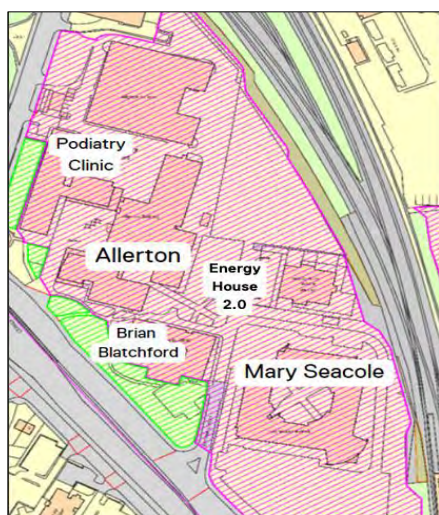 Podiatry
Clinic
Allerton
Energy
House
2.0
Brian
Blatchford
Mary Seacole